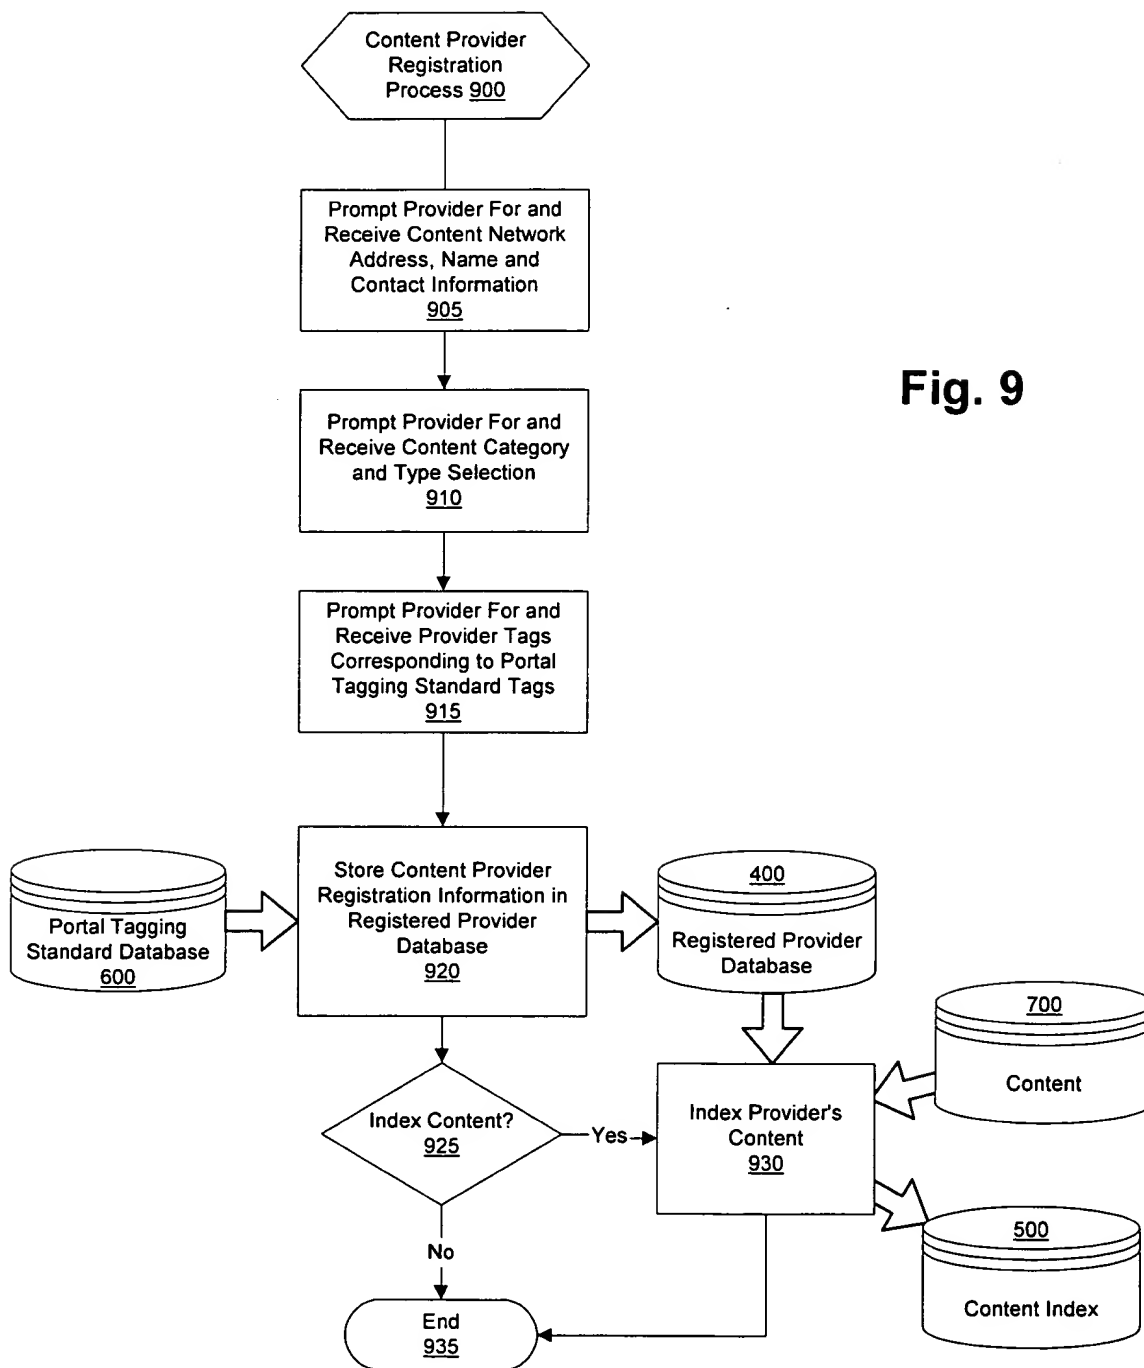 Content Provider
Registration
Process 900
Prompt Provider For and
Receive Content Network
Address, Name and
Contact Information
905
Fig. 9
Prompt Provider For and
Receive Content Category
and Type Selection
910
Prompt Provider For and
Receive Provider Tags
Corresponding to Portal
Tagging Standard Tags
915
Portal Tagging
Standard Database
600
Store Content Provider
Registration Information in
Registered Provider
Database
920
400
Registered Provider
Database
700
Content
Index Content?
925
Yes
Index Provider's
Content
930
No
500
Content Index
End
935